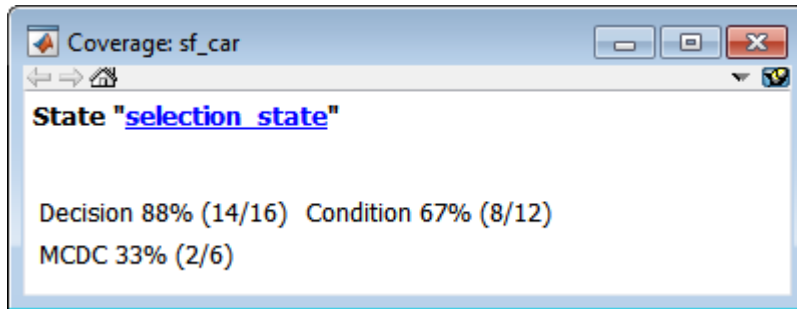 Coverage: sf_car
State "selection_state"
Decision 88% (14/16) Condition 67% (8/12)
MCDC 33% (2/6)